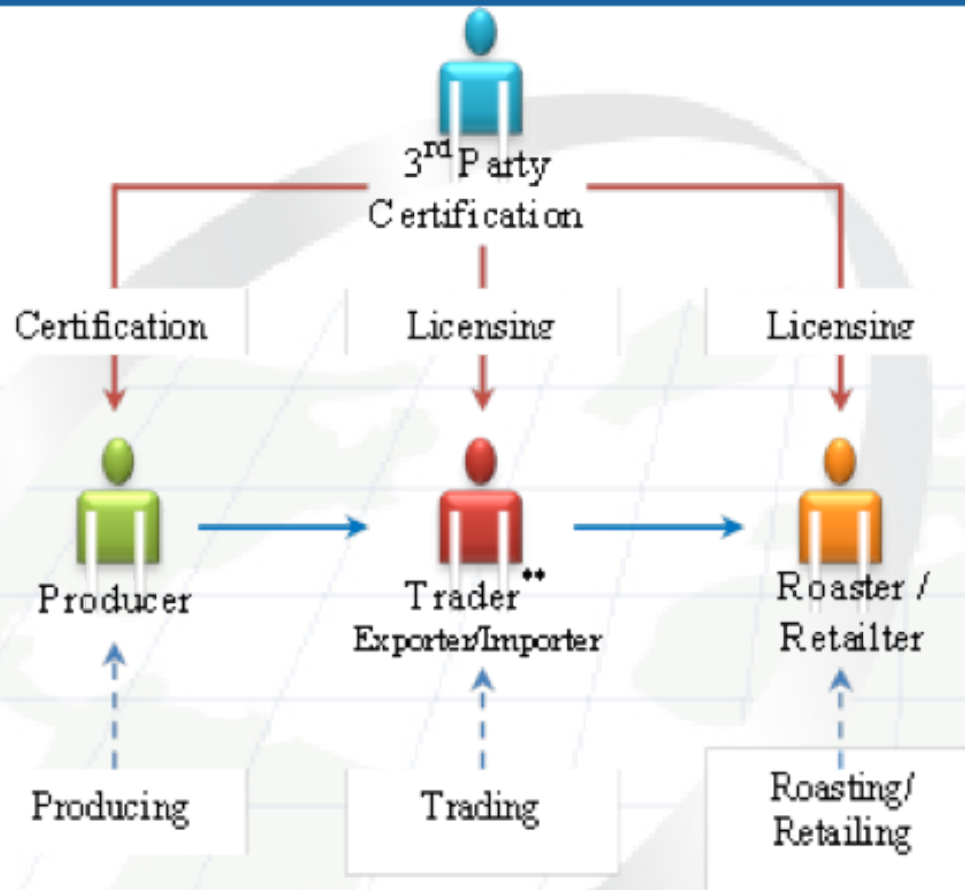 3rd Party
Certification
Certification
Licensing
Licensing
Producer
Trader••
Exporter/Importer
Roaster /
Retailter
Producing
Trading
Roasting/
Retailing